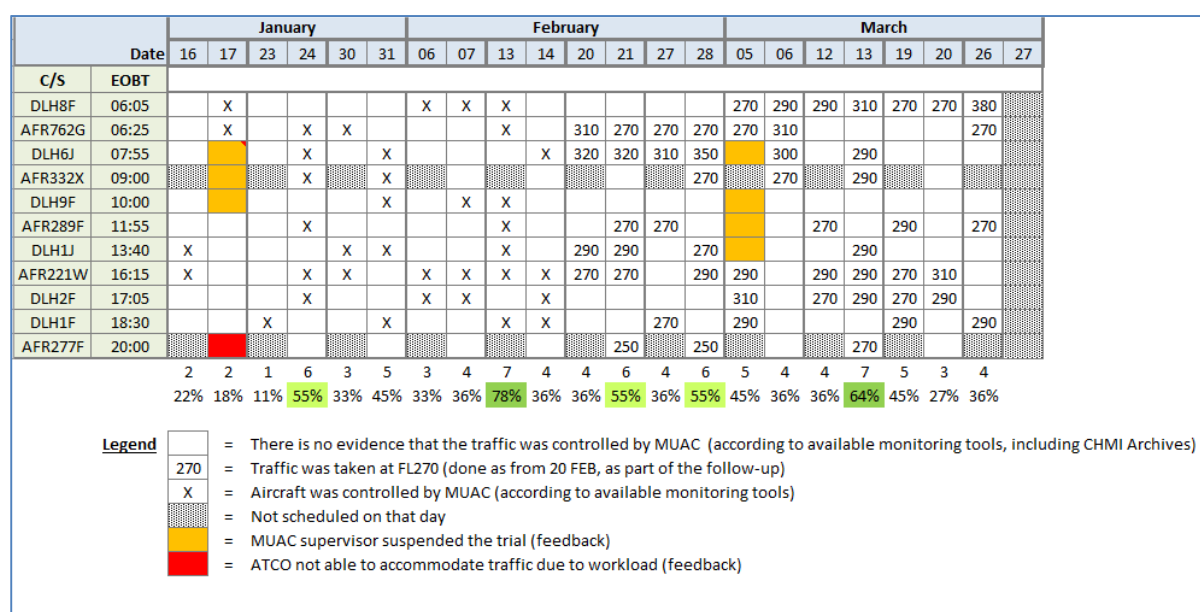 January February March
Date 16 17 23 24 30 31 06 07 13 14 20 21 27 28 05 06 12 13 19 20 26 27
C/S EOBT
DLH8F 06:05 X X X X 270 290 290 310 270 270 380
AFR762G 06:25 X X X X 310 270 270 270 270 310 270
DLH6J 07:55 X X X 320 320 310 350 300 290
AFR332X 09:00 X X 270 270 290
DLH9F 10:00 X X X
AFR289F 11:55 X X 270 270 270 290 270
DLH1J 13:40 X X X X 290 290 270 290
AFR221W 16:15 X X X X X X X 270 270 290 290 290 290 270 310
DLH2F 17:05 X X X X 310 270 290 270 290
DLH1F 18:30 X X X X 270 290 290 290
AFR277F 20:00 250 250 270
2 2 1 6 3 5 3 4 7 4 4 6 4 6 5 4 4 7 5 3 4
22% 18% 11% 55% 33% 45% 33% 36% 78% 36% 36% 55% 36% 55% 45% 36% 36% 64% 45% 27% 36%
Legend = There is no evidence that the traffic was controlled by MUAC (according to available monitoring tools, including CHMI Archives)
270 = Traffic was taken at FL270 (done as from 20 FEB, as part of the follow-up)
X = Aircraft was controlled by MUAC (according to available monitoring tools)
= Not scheduled on that day
= MUAC supervisor suspended the trial (feedback)
= ATCO not able to accommodate traffic due to workload (feedback)